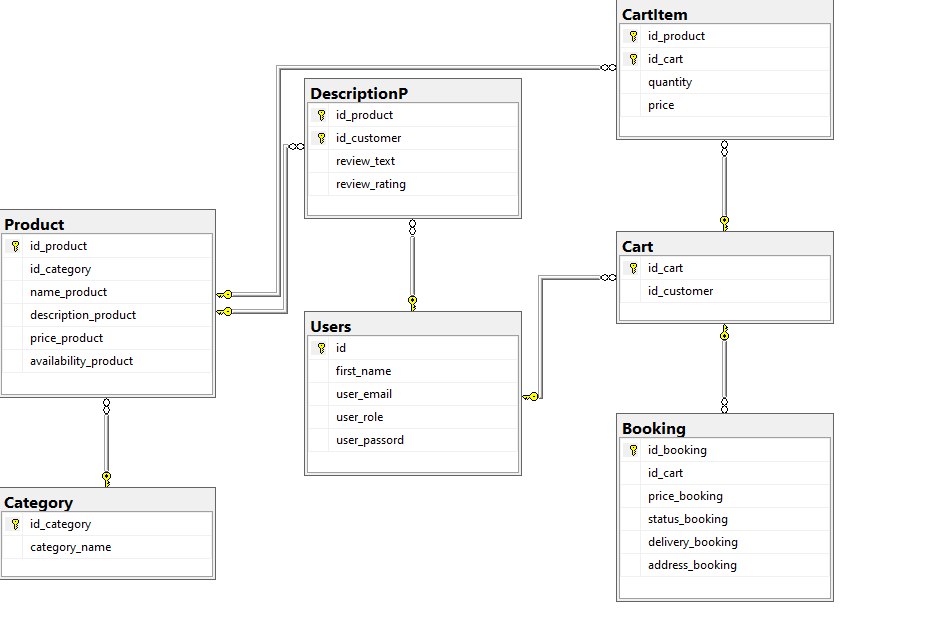 CartItem
id_product
id_cart
quantity
price
DescriptionP
id_product
id_customer
review_text
review_rating
Product
id_product
id_category
name_product
description_product
price_product
availability_product
Cart
id_cart
id_customer
Users
id
first_name
user_email
user_role
user_passord
Booking
id_booking
id_cart
price_booking
status_booking
delivery_booking
address_booking
Category
id_category
category_name